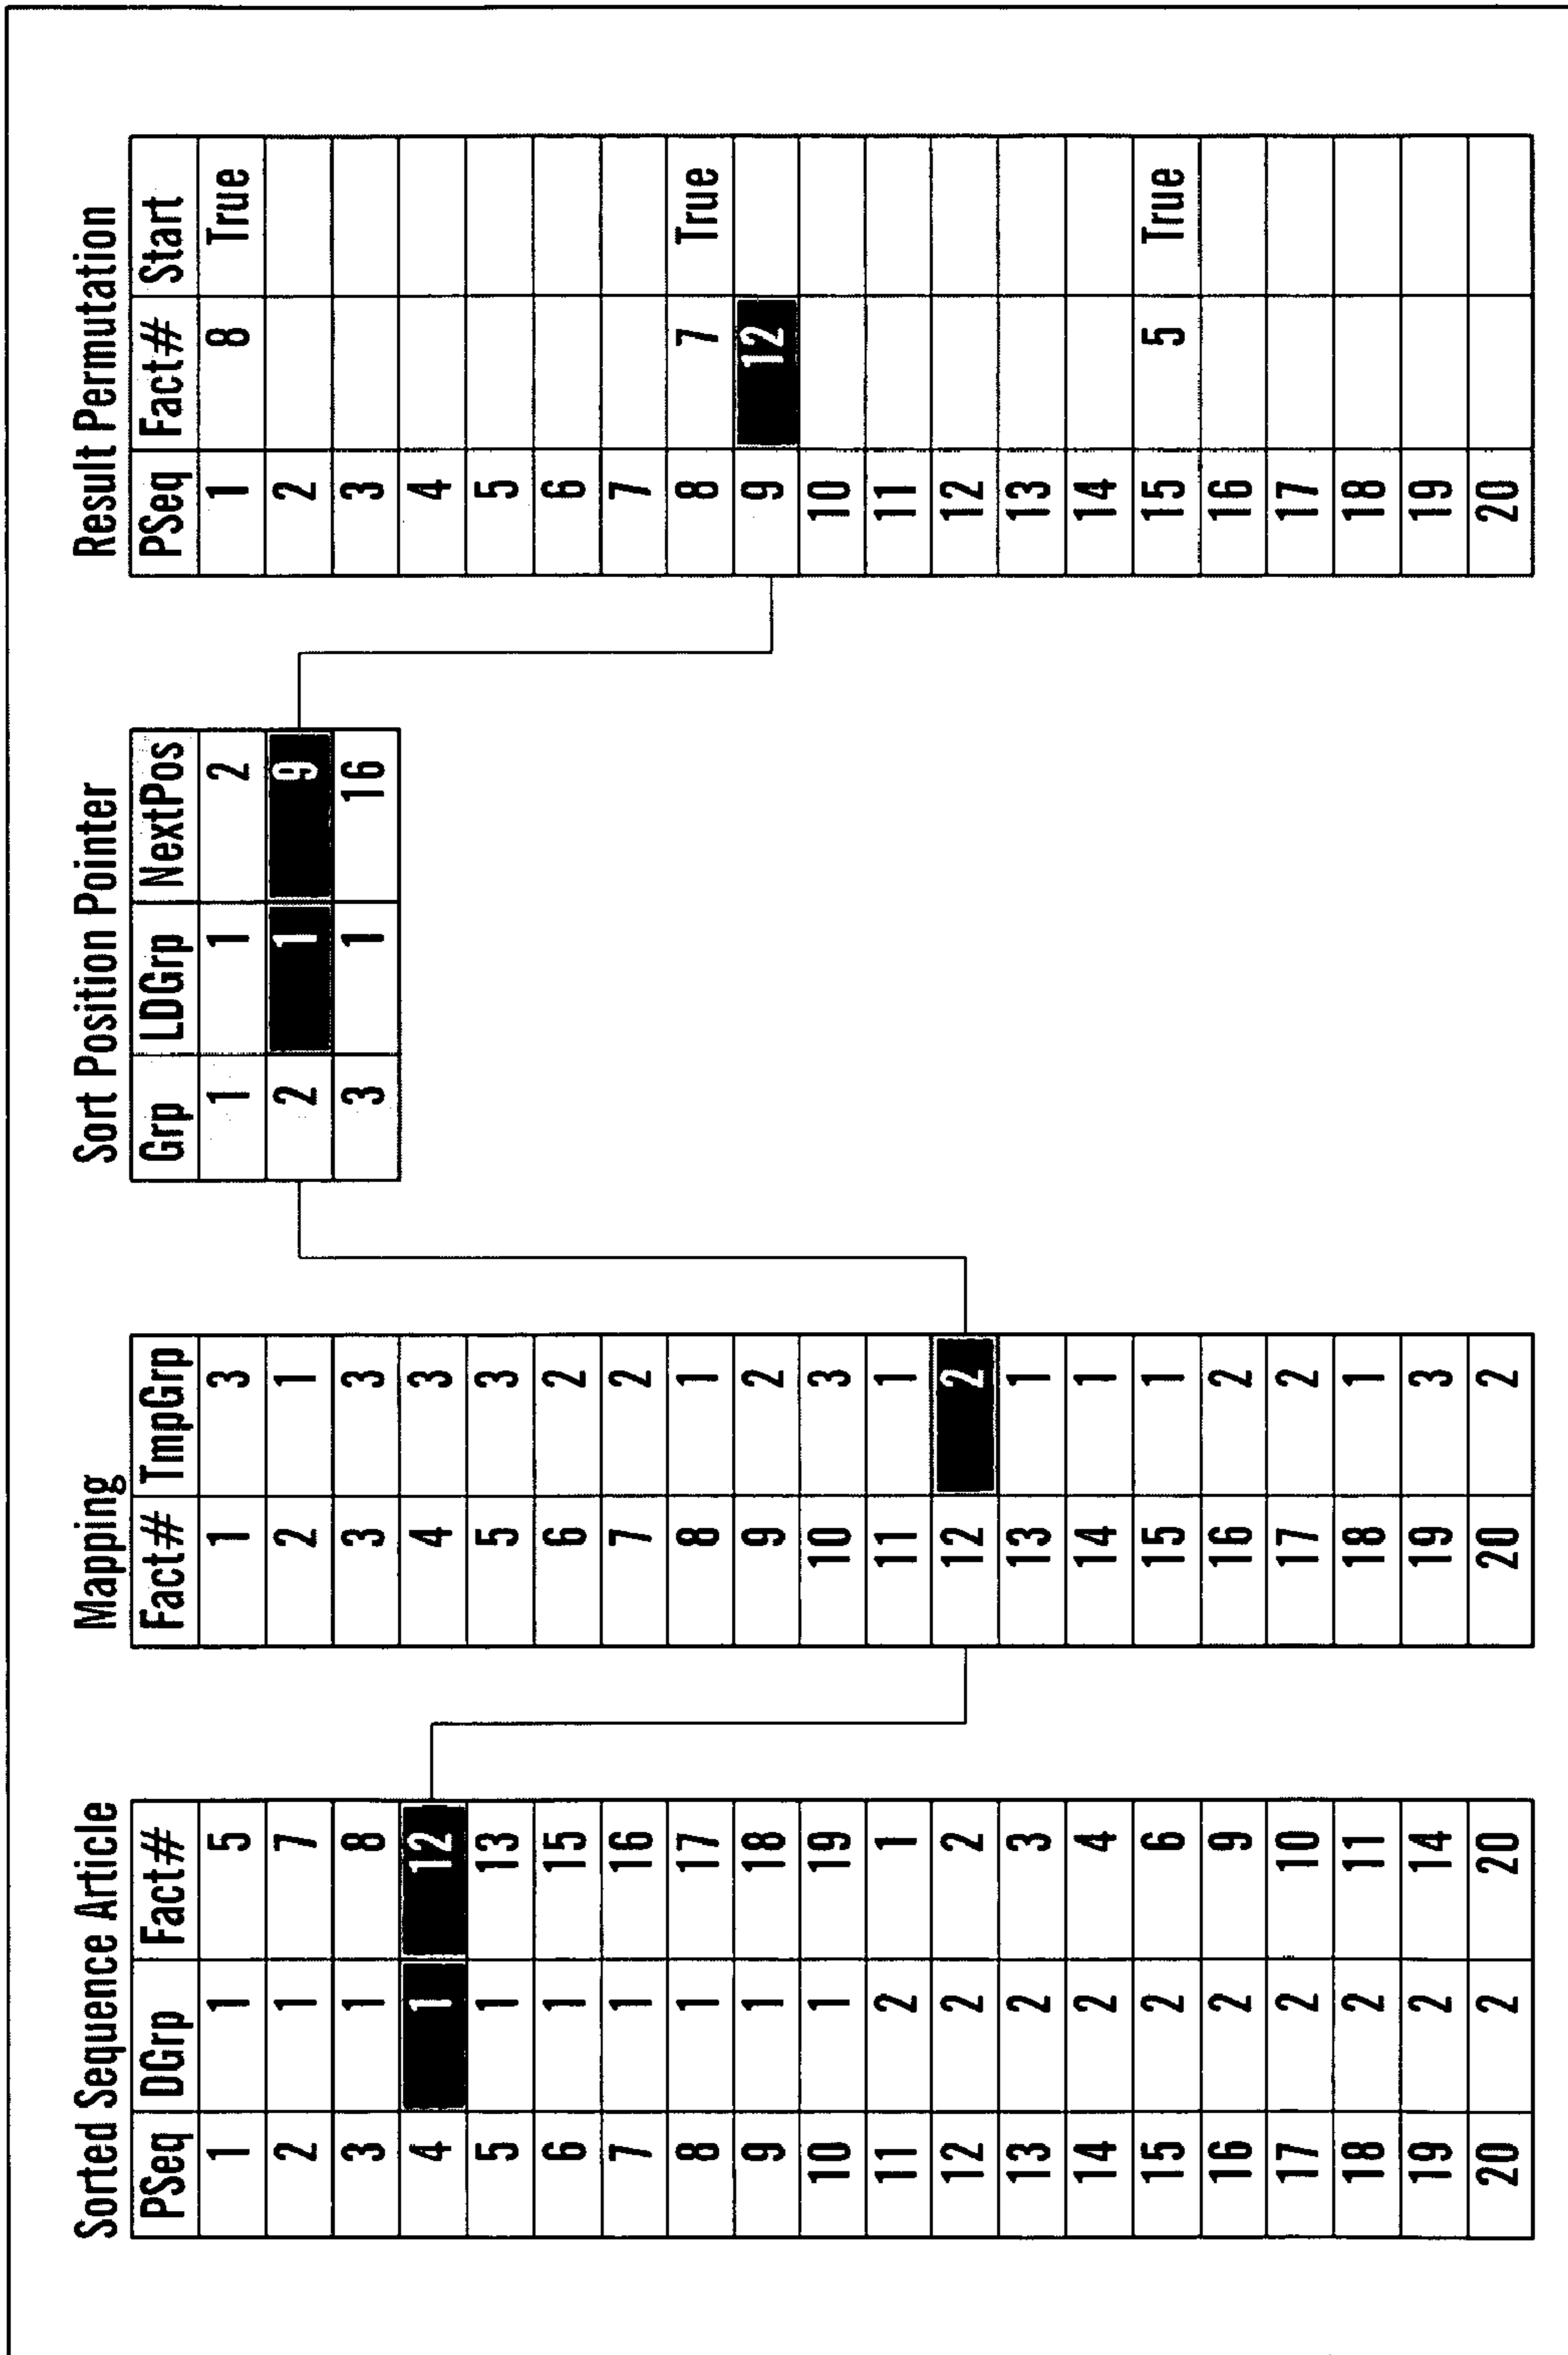 Sorted Sequence Article
PSeq DGrp Fact#
1 1 5
2 1 7
3 1 8
4 1 12
5 1 13
6 1 15
7 1 16
8 1 17
9 1 18
10 1 19
11 2 1
12 2 2
13 2 3
14 2 4
15 2 6
16 2 9
17 2 10
18 2 11
19 2 14
20 2 20
Mapping
Fact# TmpGrp
1 3
2 1
3 3
4 3
5 3
6 2
7 2
8 1
9 2
10 3
11 1
12 2
13 1
14 1
15 1
16 2
17 2
18 1
19 3
20 2
Sort Position Pointer
Grp LDGrp NextPos
1 1 2
2 1 9
3 1 16
Result Permutation
PSeq Fact# Start
1 8 True
2
3
4
5
6
7
8 7 True
9 12
10
11
12
13
14
15 5 True
16
17
18
19
20